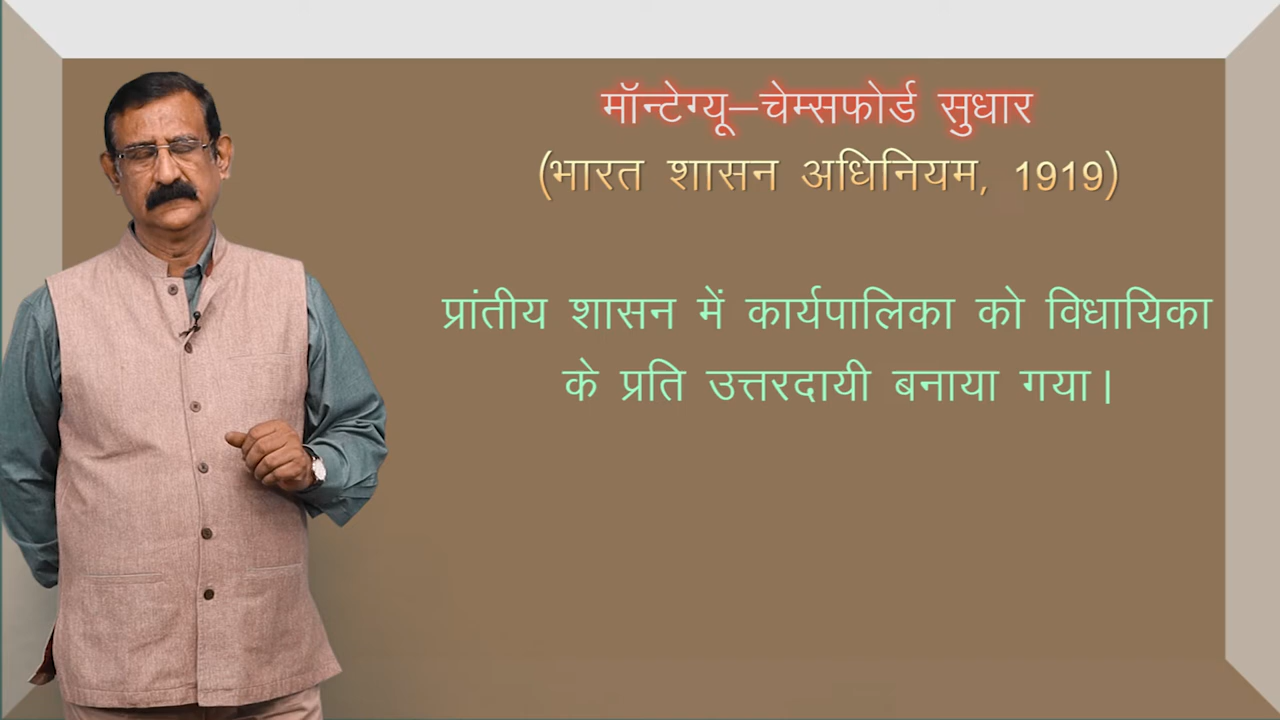 मॉन्टेग्यू–चेम्सफोर्ड सुधार
(भारत शासन अधिनियम, 1919)
प्रांतीय शासन में कार्यपालिका को विधायिका
के प्रति उत्तरदायी बनाया गया।